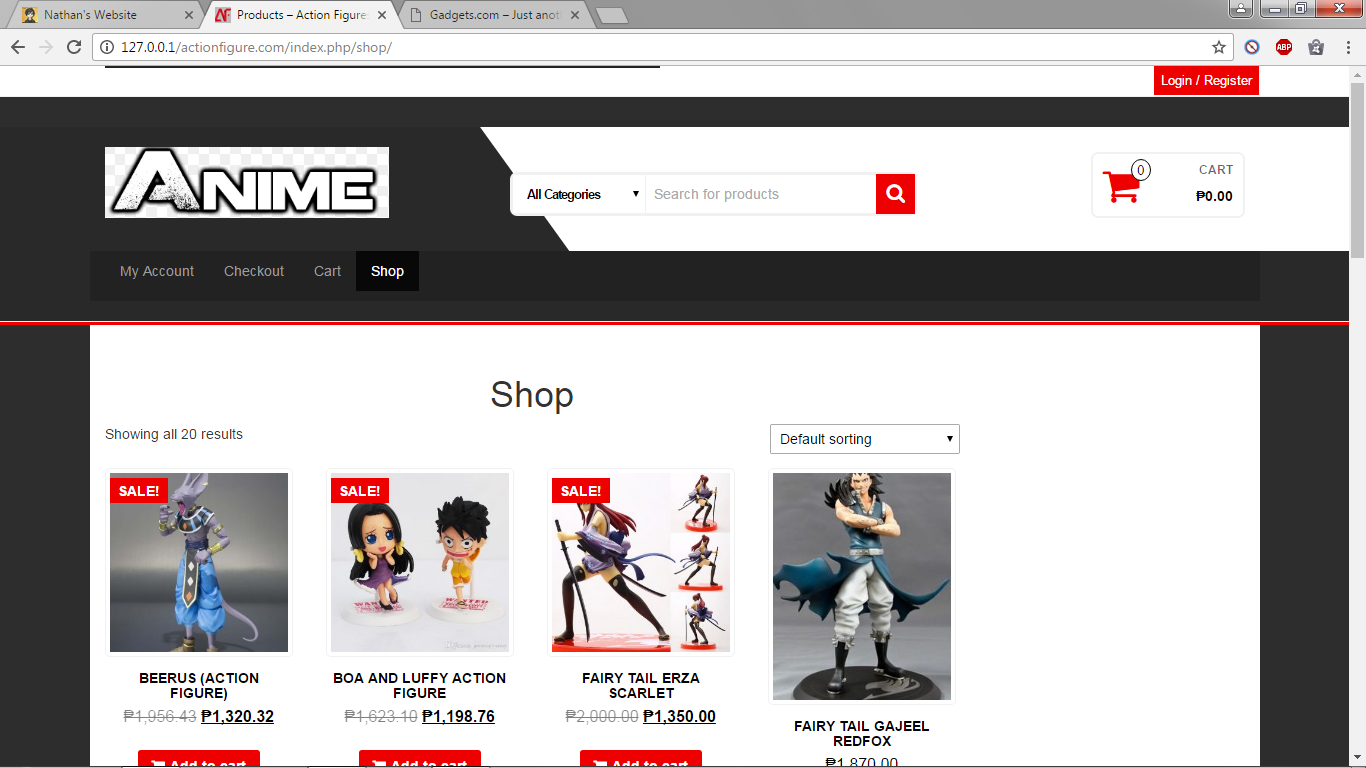 Nathan's Website
Products – Action Figure
Gadgets.com – Just anot
127.0.0.1/actionfigure.com/index.php/shop/
ABP
Login / Register
ANIME
All Categories
Search for products
0
CART
₱0.00
My Account
Checkout
Cart
Shop
Shop
Showing all 20 results
Default sorting
SALE!
SALE!
SALE!
BEERUS (ACTION
FIGURE)
₱1,956.43 ₱1,320.32
Add to cart
BOA AND LUFFY ACTION
FIGURE
₱1,623.10 ₱1,198.76
Add to cart
FAIRY TAIL ERZA
SCARLET
₱2,000.00 ₱1,350.00
Add to cart
FAIRY TAIL GAJEEL
REDFOX
₱1,870.00